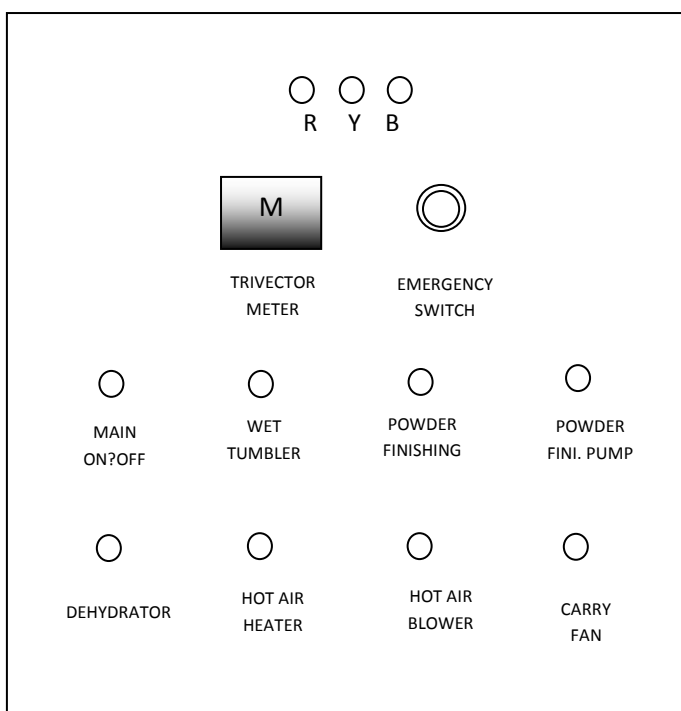 R Y B
M
TRIVECTOR
METER
EMERGENCY
SWITCH
MAIN
ON?OFF
WET
TUMBLER
POWDER
FINISHING
POWDER
FINI. PUMP
DEHYDRATOR
HOT AIR
HEATER
HOT AIR
BLOWER
CARRY
FAN